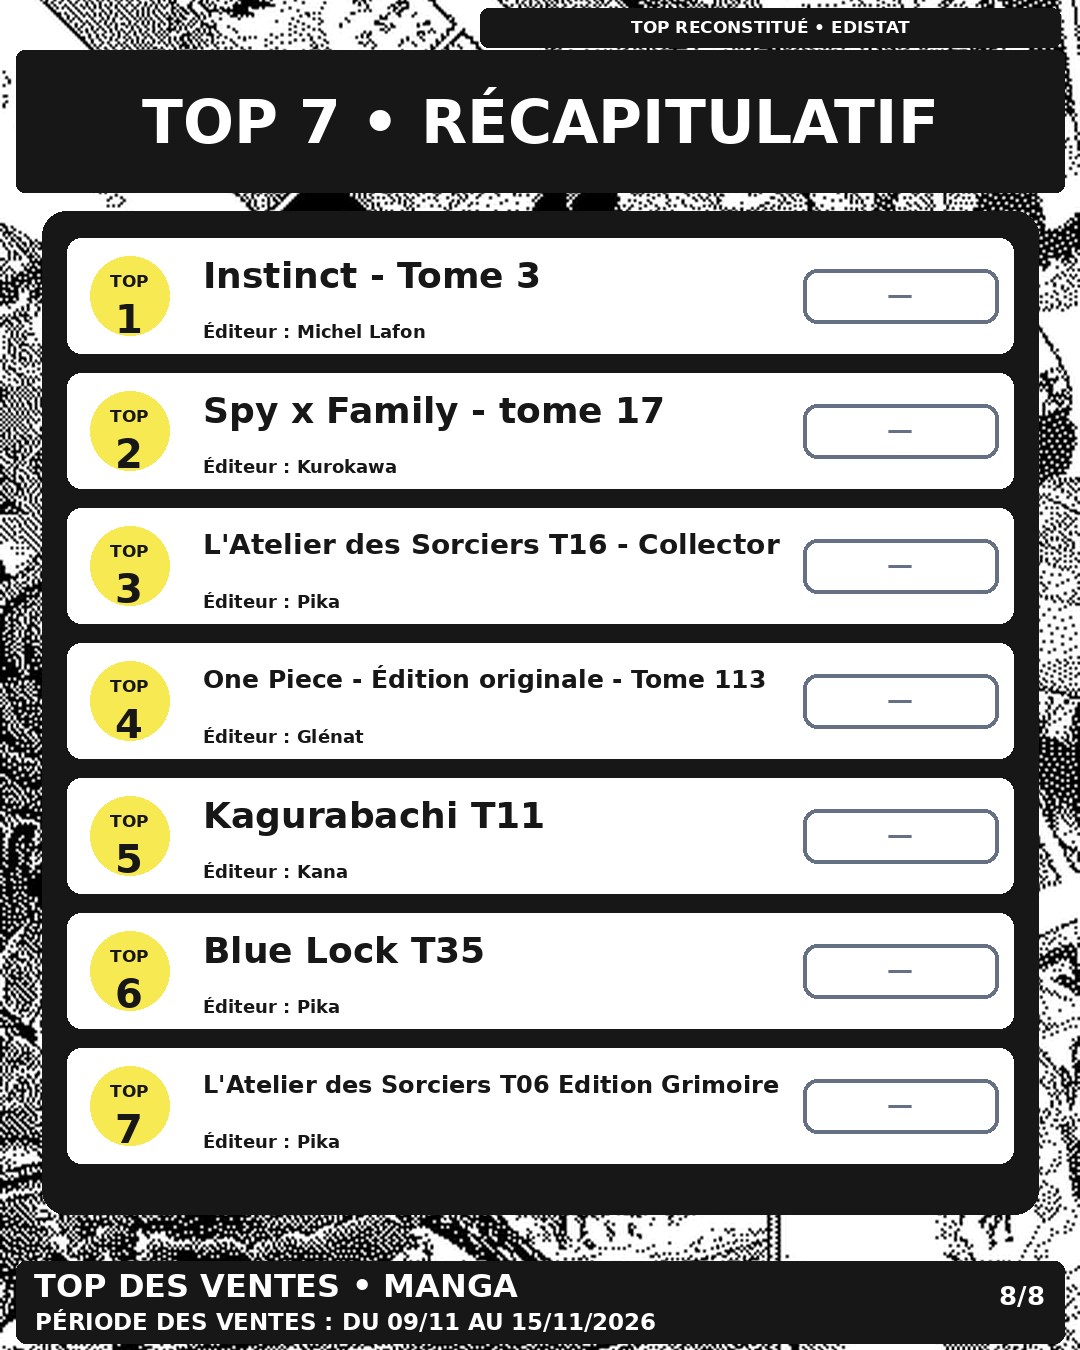 TOP RECONSTITUÉ • EDISTAT
TOP 7 • RÉCAPITULATIF
TOP
1
Instinct - Tome 3
Éditeur : Michel Lafon
—
TOP
2
Spy x Family - tome 17
Éditeur : Kurokawa
—
TOP
3
L'Atelier des Sorciers T16 - Collector
Éditeur : Pika
—
TOP
4
One Piece - Édition originale - Tome 113
Éditeur : Glénat
—
TOP
5
Kagurabachi T11
Éditeur : Kana
—
TOP
6
Blue Lock T35
Éditeur : Pika
—
TOP
7
L'Atelier des Sorciers T06 Edition Grimoire
Éditeur : Pika
—
TOP DES VENTES • MANGA
PÉRIODE DES VENTES : DU 09/11 AU 15/11/2026
8/8